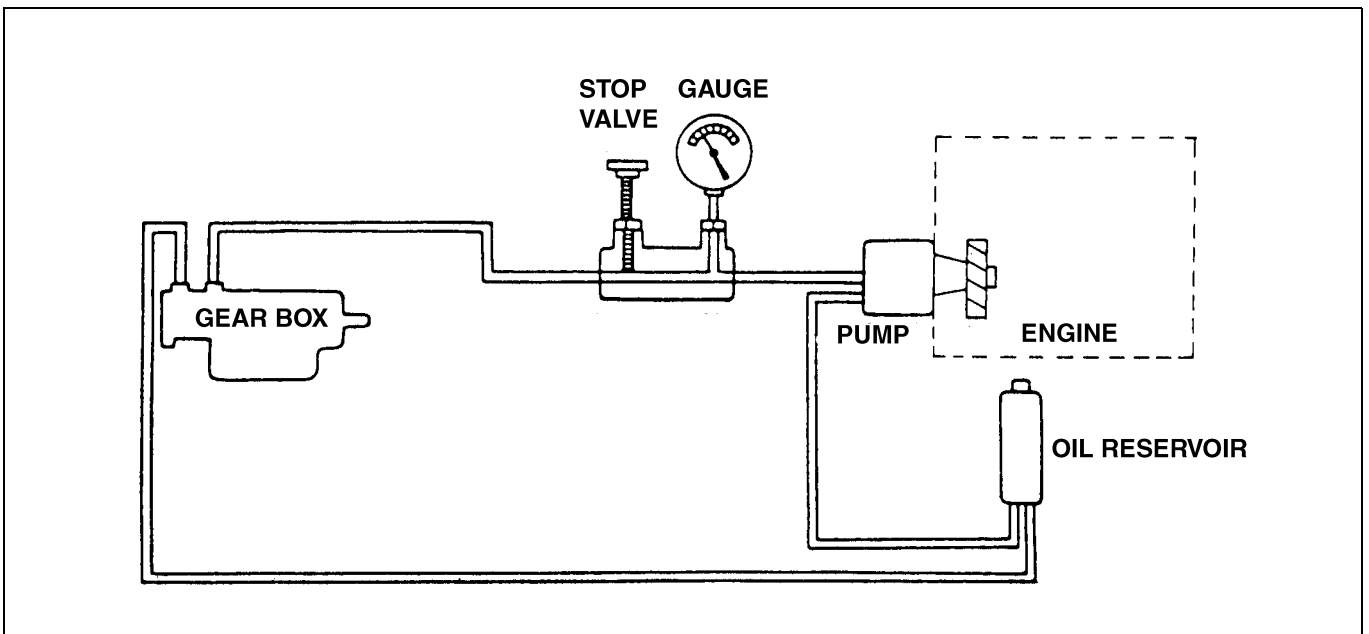 STOP
VALVE
GAUGE
GEAR BOX
PUMP
ENGINE
OIL RESERVOIR